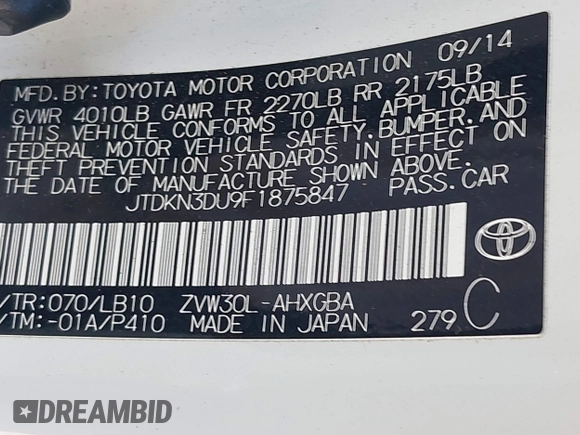 MFD.BY:TOYOTA MOTOR CORPORATION 09/14
GVWR 4010LB GAWR FR 2270LB RR 2175LB
THIS VEHICLE CONFORMS TO ALL APPLICABLE
FEDERAL MOTOR VEHICLE SAFETY,BUMPER,AND
THEFT PREVENTION STANDARDS IN EFFECT ON
THE DATE OF MANUFACTURE SHOWN ABOVE.
JTDKN3DU9F1875847 PASS.CAR
TOYOTA
/TR:070/LB10 ZVW30L-AHXGBA
/TM:-01A/P410 MADE IN JAPAN 279 C
DREAMBID